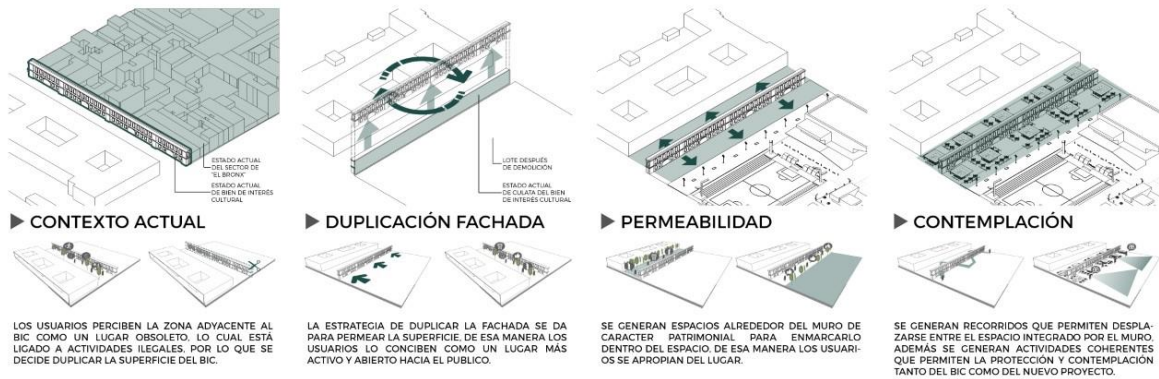 ESTADO ACTUAL
DEL SECTOR DE
"EL BRONX"
ESTADO ACTUAL
DE BIEN DE INTERÉS
CULTURAL
CONTEXTO ACTUAL
LOS USUARIOS PERCIBEN LA ZONA ADYACENTE AL
BIC COMO UN LUGAR OBSOLETO. LO CUAL ESTÁ
LIGADO A ACTIVIDADES ILEGALES. POR LO QUE SE
DECIDE DUPLICAR LA SUPERFICIE DEL BIC.
LOTE DESPUÉS
DE DEMOLICIÓN
ESTADO ACTUAL
DE CULATA DEL BIEN
DE INTERÉS CULTURAL
DUPLICACIÓN FACHADA
LA ESTRATEGIA DE DUPLICAR LA FACHADA SE DA
PARA PERMEAR LA SUPERFICIE, DE ESA MANERA LOS
USUARIOS LO CONCIBEN COMO UN LUGAR MÁS
ACTIVO Y ABIERTO HACIA EL PUBLICO.
PERMEABILIDAD
SE GENERAN ESPACIOS ALREDEDOR DEL MURO DE
CARACTER PATRIMONIAL PARA ENMARCARLO
DENTRO DEL ESPACIO, DE ESA MANERA LOS USUARI-
OS SE APROPIAN DEL LUGAR.
CONTEMPLACIÓN
SE GENERAN RECORRIDOS QUE PERMITEN DESPLA-
ZARSE ENTRE EL ESPACIO INTEGRADO POR EL MURO,
ADEMÁS SE GENERAN ACTIVIDADES COHERENTES
QUE PERMITEN LA PROTECCIÓN Y CONTEMPLACIÓN
TANTO DEL BIC COMO DEL NUEVO PROYECTO.